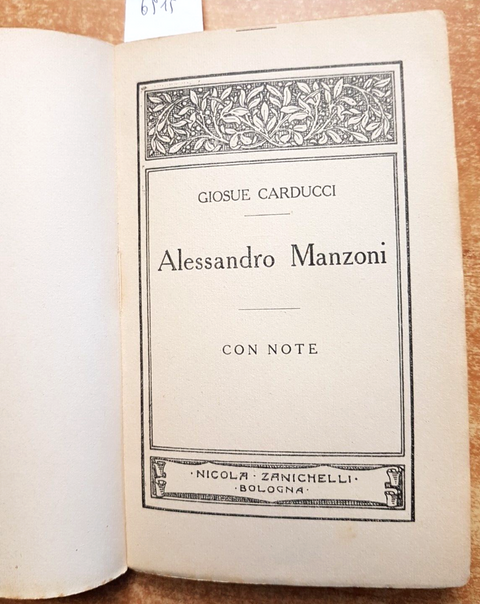 6515
GIOSUE CARDUCCI
Alessandro Manzoni
CON NOTE
·NICOLA·ZANICHELLI·
·BOLOGNA·